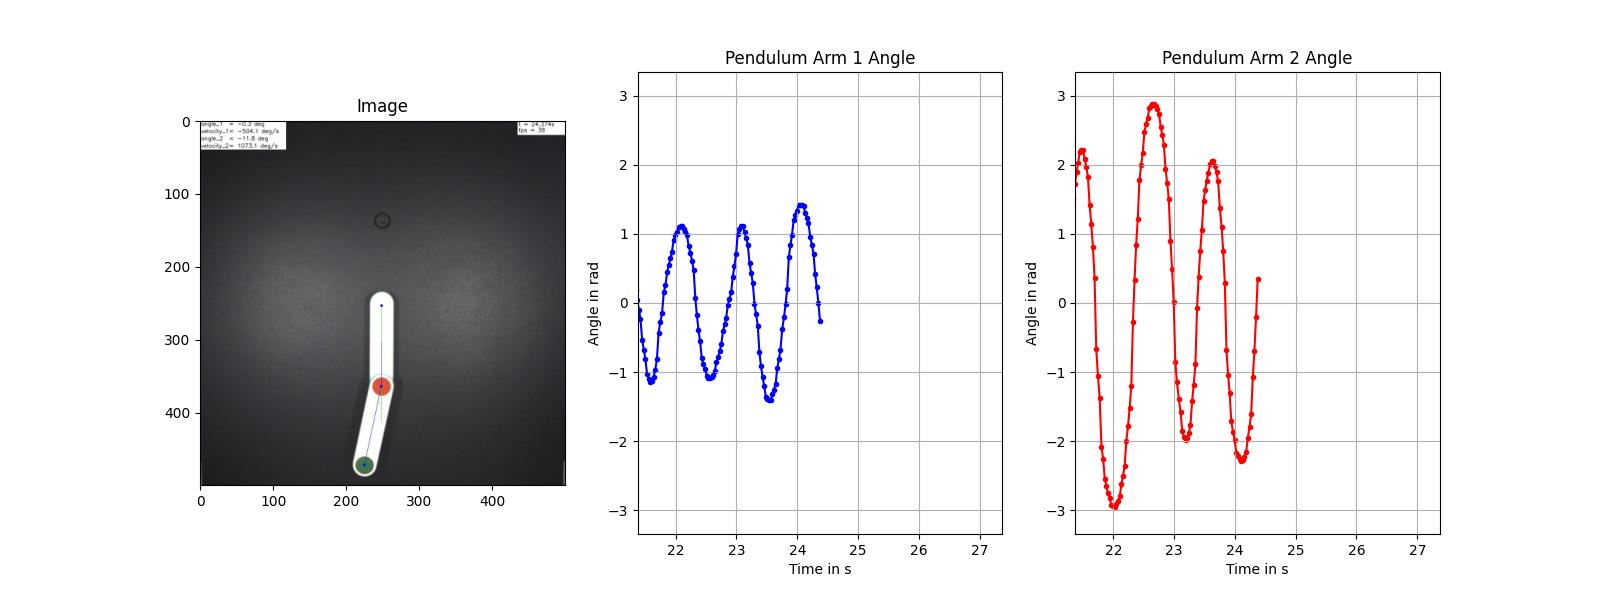 Image
angle_1 = -0.3 deg
velocity_1= -504.1 deg/s
angle_2 = -11.8 deg
velocity_2= 1073.1 deg/s
t = 24.374s
fps = 38
0
100
200
300
400
0 100 200 300 400
Pendulum Arm 1 Angle
Angle in rad
3
2
1
0
−1
−2
−3
22 23 24 25 26 27
Time in s
Pendulum Arm 2 Angle
Angle in rad
3
2
1
0
−1
−2
−3
22 23 24 25 26 27
Time in s